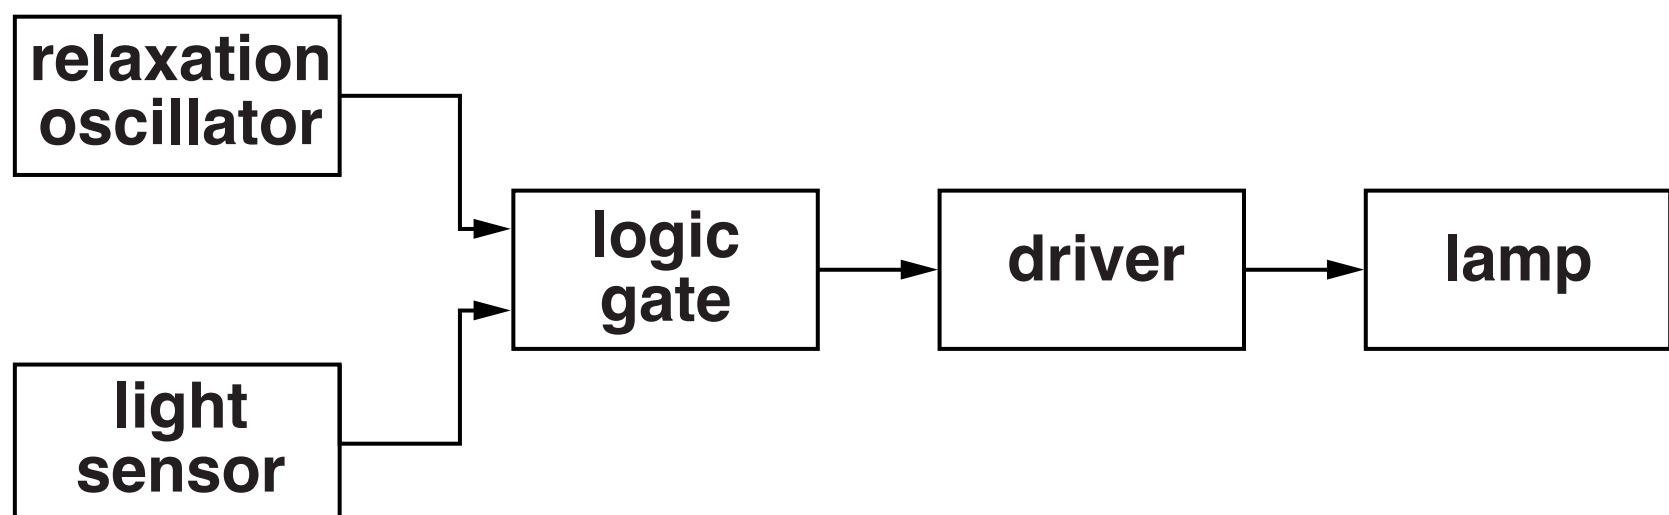 relaxation
oscillator
light
sensor
logic
gate
driver
lamp